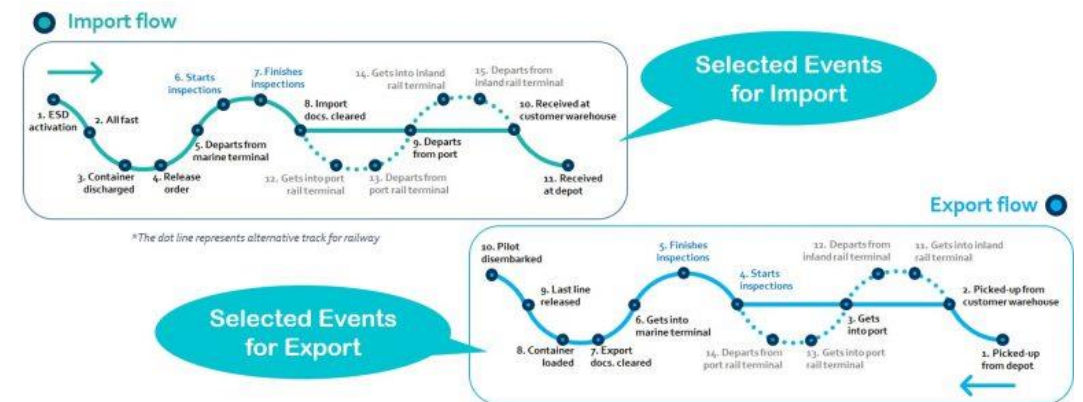 Import flow
Selected Events
for Import
1. ESD
activation
2. All fast
3. Container
discharged
4. Release
order
5. Departs from
marine terminal
6. Starts
inspections
7. Finishes
inspections
8. Import
docs. cleared
12. Gets into port
rail terminal
13. Departs from
port rail terminal
14. Gets into inland
rail terminal
15. Departs from
inland rail terminal
9. Departs
from port
10. Received at
customer warehouse
11. Received
at depot
*The dot line represents alternative track for railway
Export flow
Selected Events
for Export
10. Pilot
disembarked
9. Last line
released
8. Container
loaded
7. Export
docs. cleared
6. Gets into
marine terminal
5. Finishes
inspections
4. Starts
inspections
14. Departs from
port rail terminal
13. Gets into port
rail terminal
12. Departs from
inland rail terminal
11. Gets into inland
rail terminal
3. Gets
into port
2. Picked-up from
customer warehouse
1. Picked-up
from depot